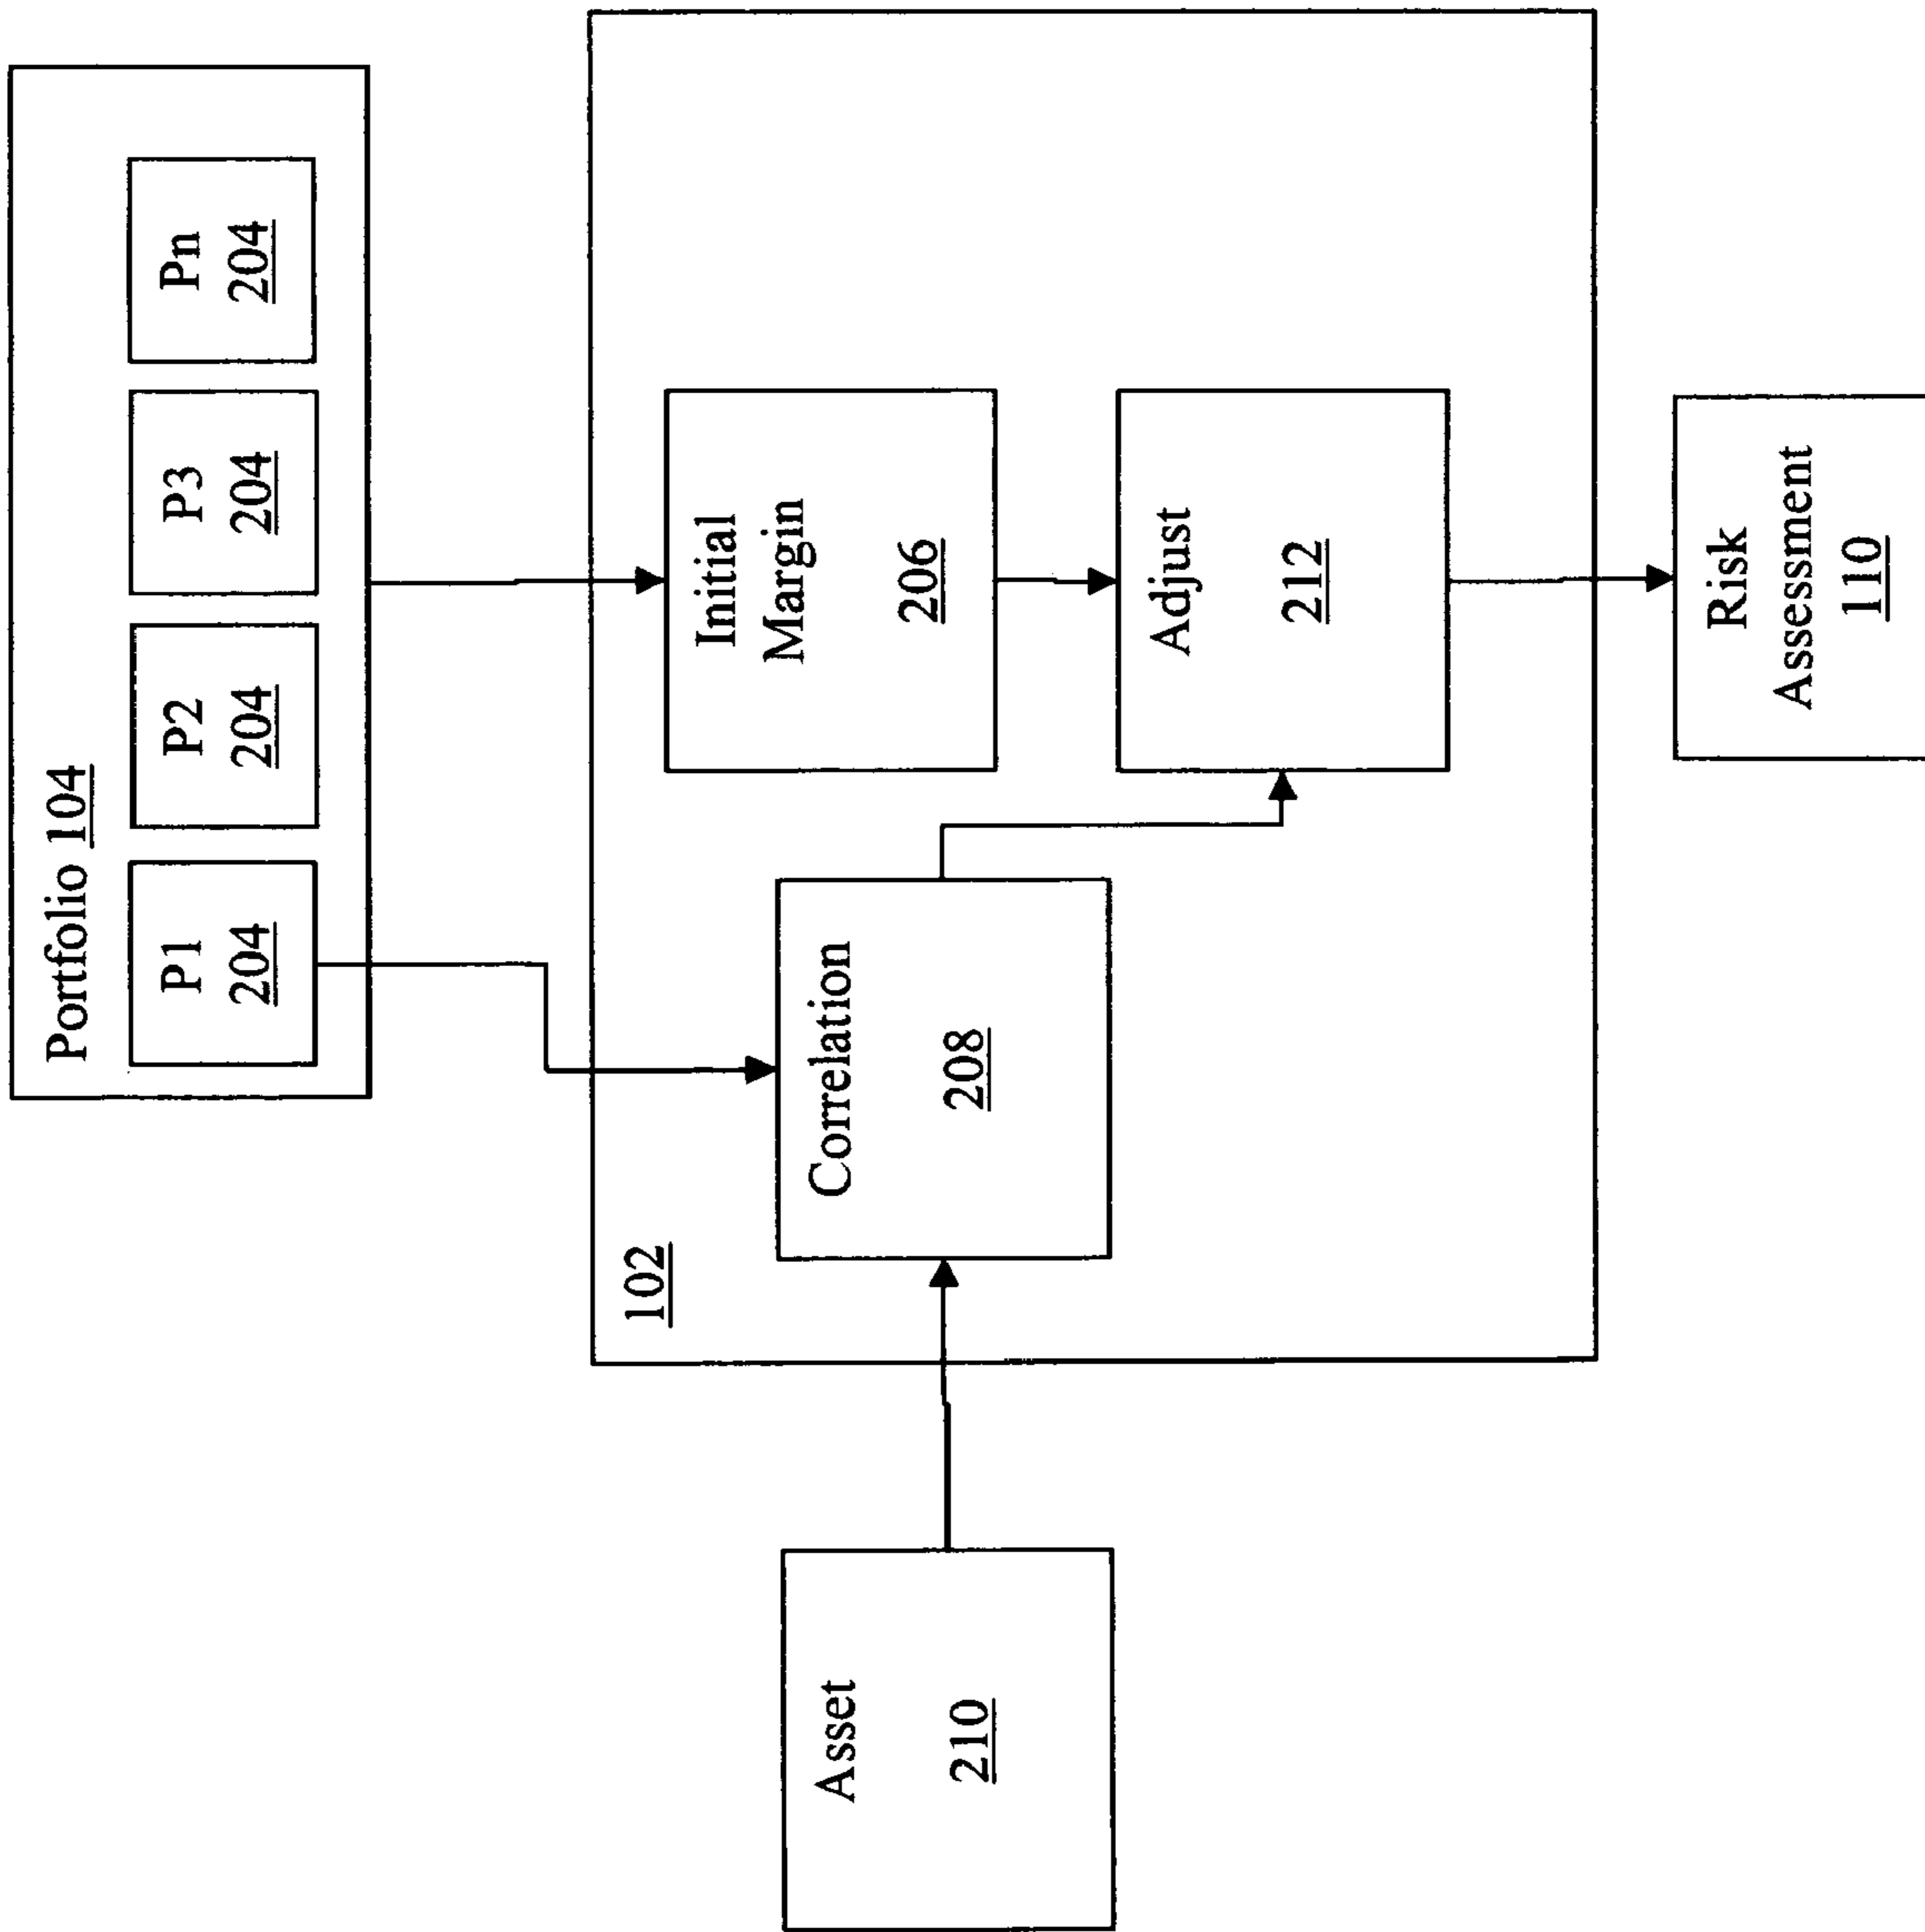 Portfolio 104
P1
204
P2
204
P3
204
Pn
204
102
Initial
Margin
206
Correlation
208
Asset
210
Adjust
212
Risk
Assessment
110